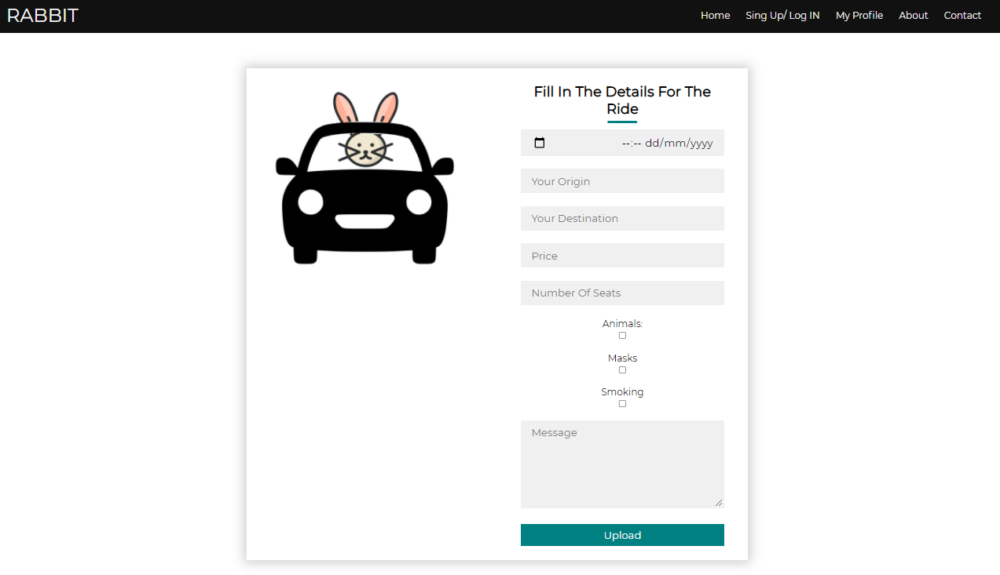 RABBIT
Home Sing Up/ Log IN My Profile About Contact
Fill In The Details For The
Ride
--:-- dd/mm/yyyy
Your Origin
Your Destination
Price
Number Of Seats
Animals:
Masks
Smoking
Message
Upload